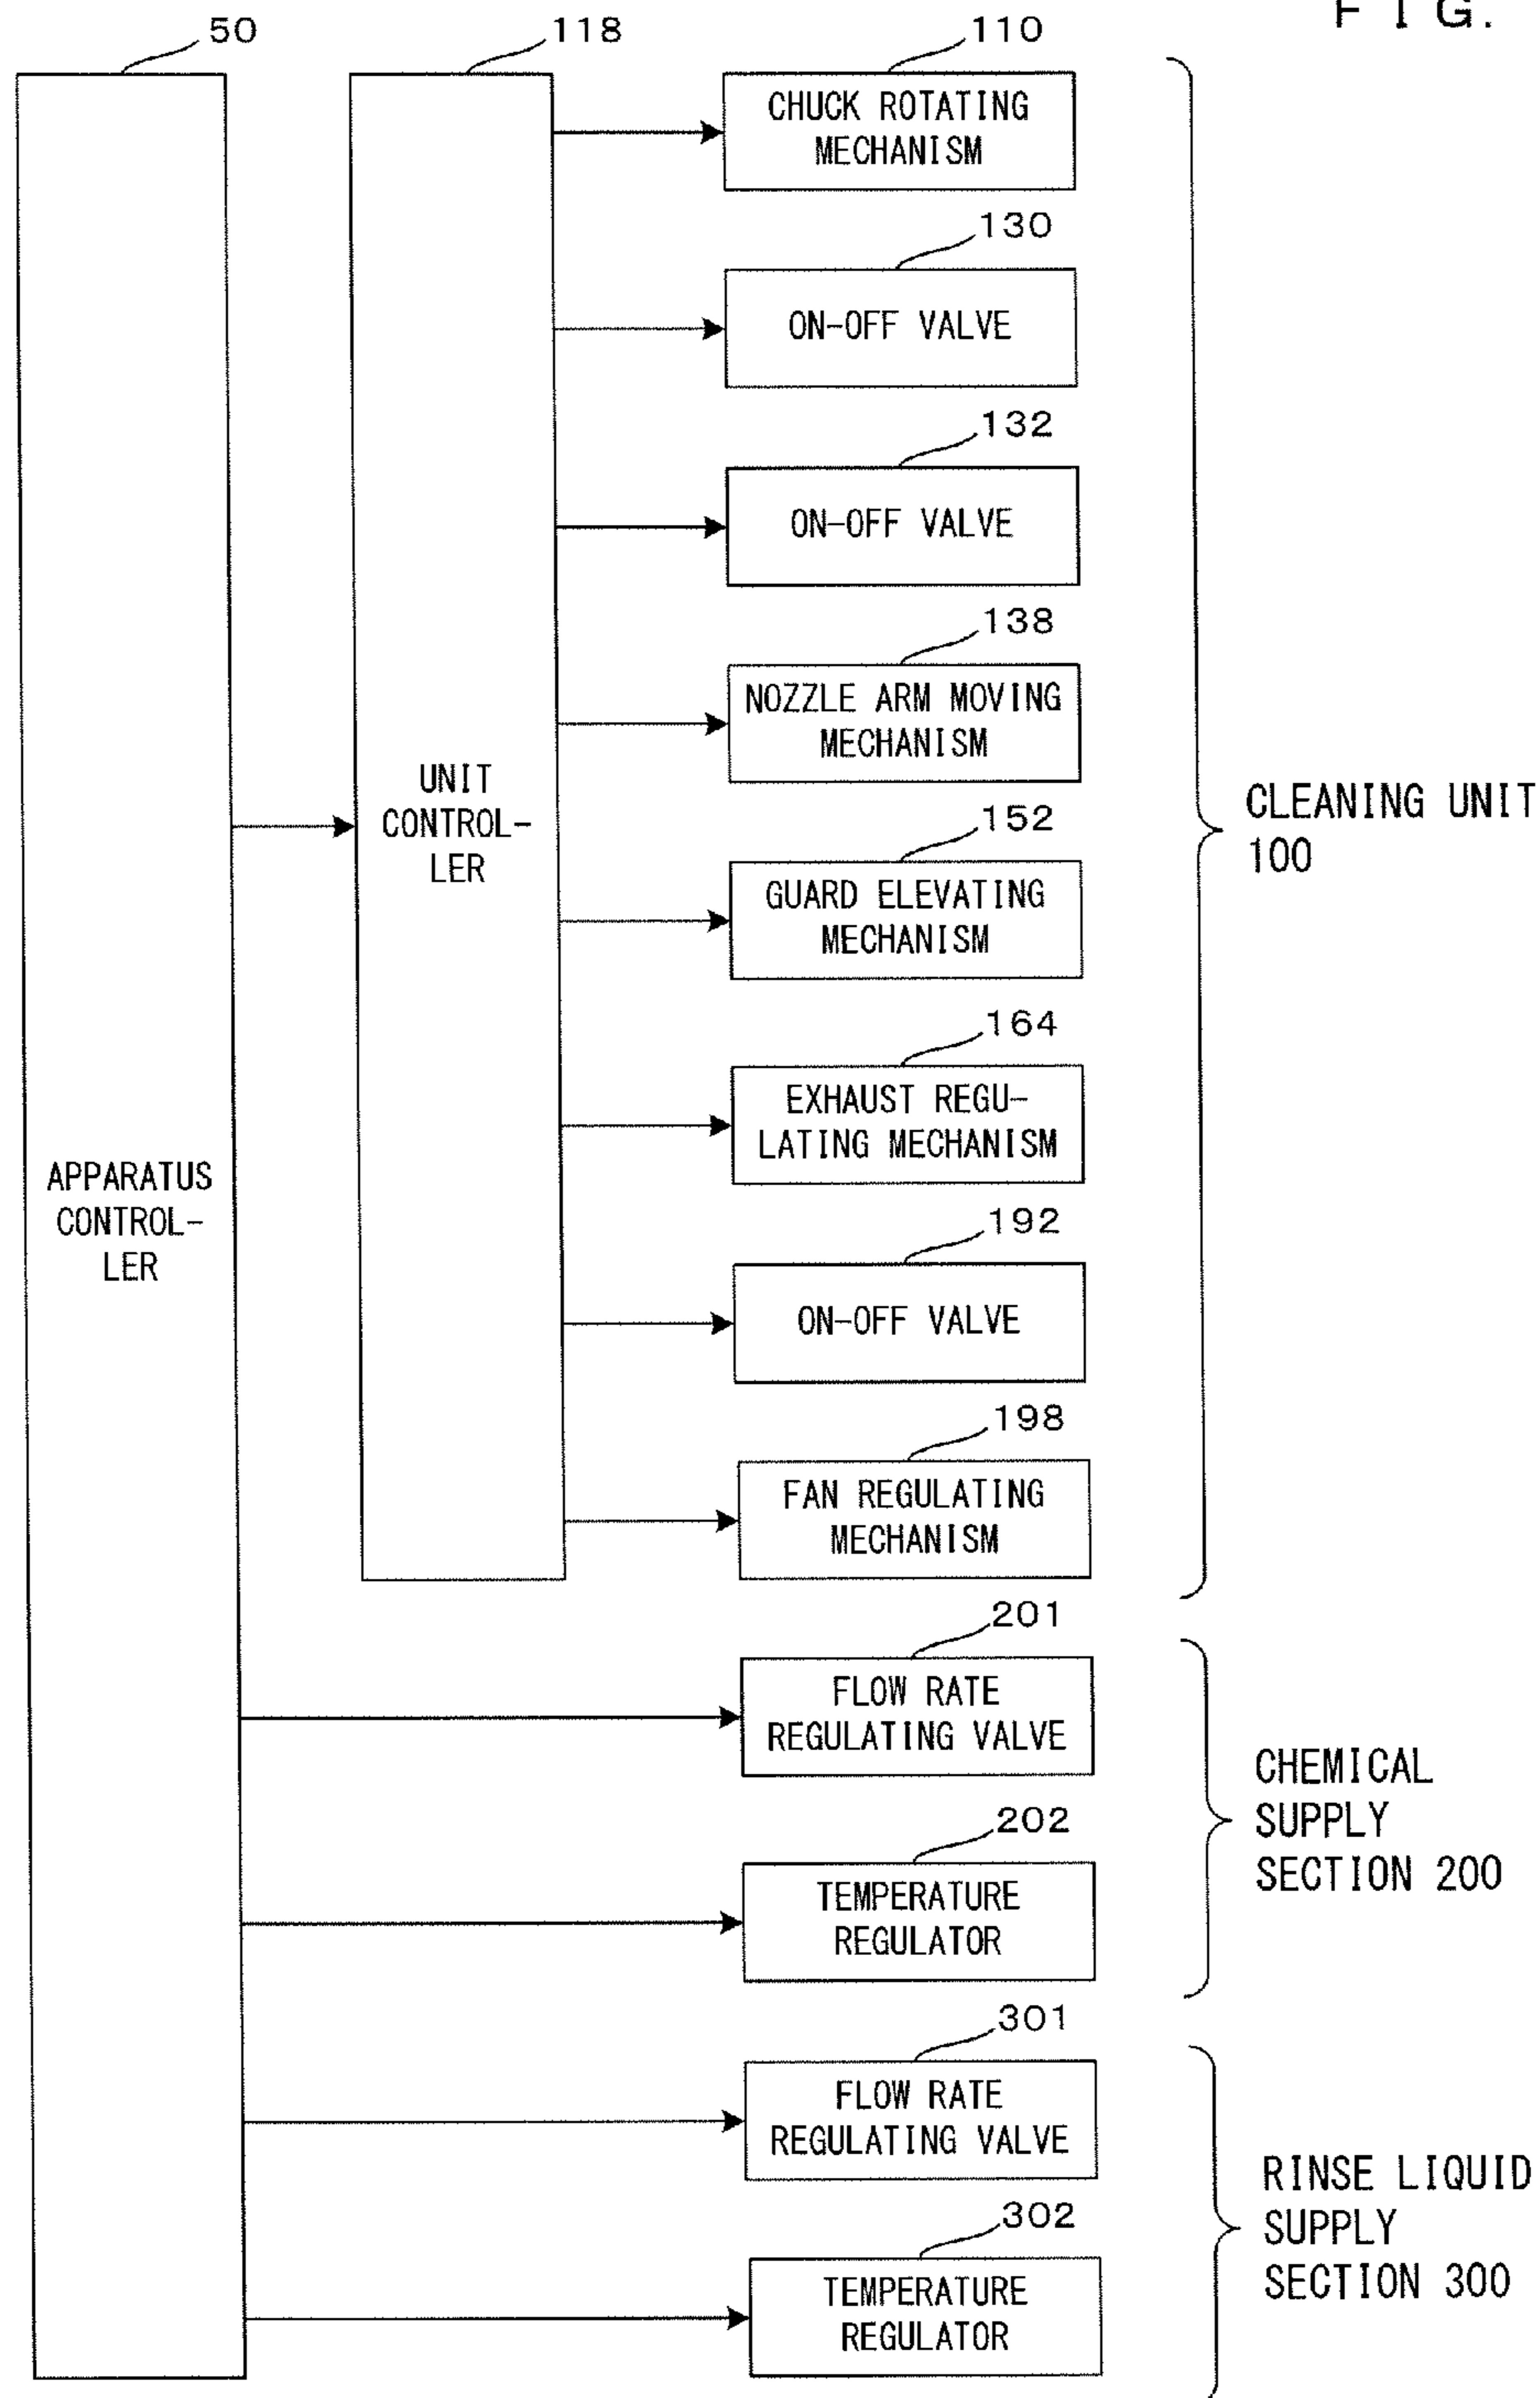 FIG.
50
118
110
CHUCK ROTATING
MECHANISM
130
ON-OFF VALVE
132
ON-OFF VALVE
138
NOZZLE ARM MOVING
MECHANISM
UNIT
CONTROL-
LER
152
GUARD ELEVATING
MECHANISM
CLEANING UNIT
100
164
EXHAUST REGU-
LATING MECHANISM
APPARATUS
CONTROL-
LER
192
ON-OFF VALVE
198
FAN REGULATING
MECHANISM
201
FLOW RATE
REGULATING VALVE
202
TEMPERATURE
REGULATOR
CHEMICAL
SUPPLY
SECTION 200
301
FLOW RATE
REGULATING VALVE
302
TEMPERATURE
REGULATOR
RINSE LIQUID
SUPPLY
SECTION 300